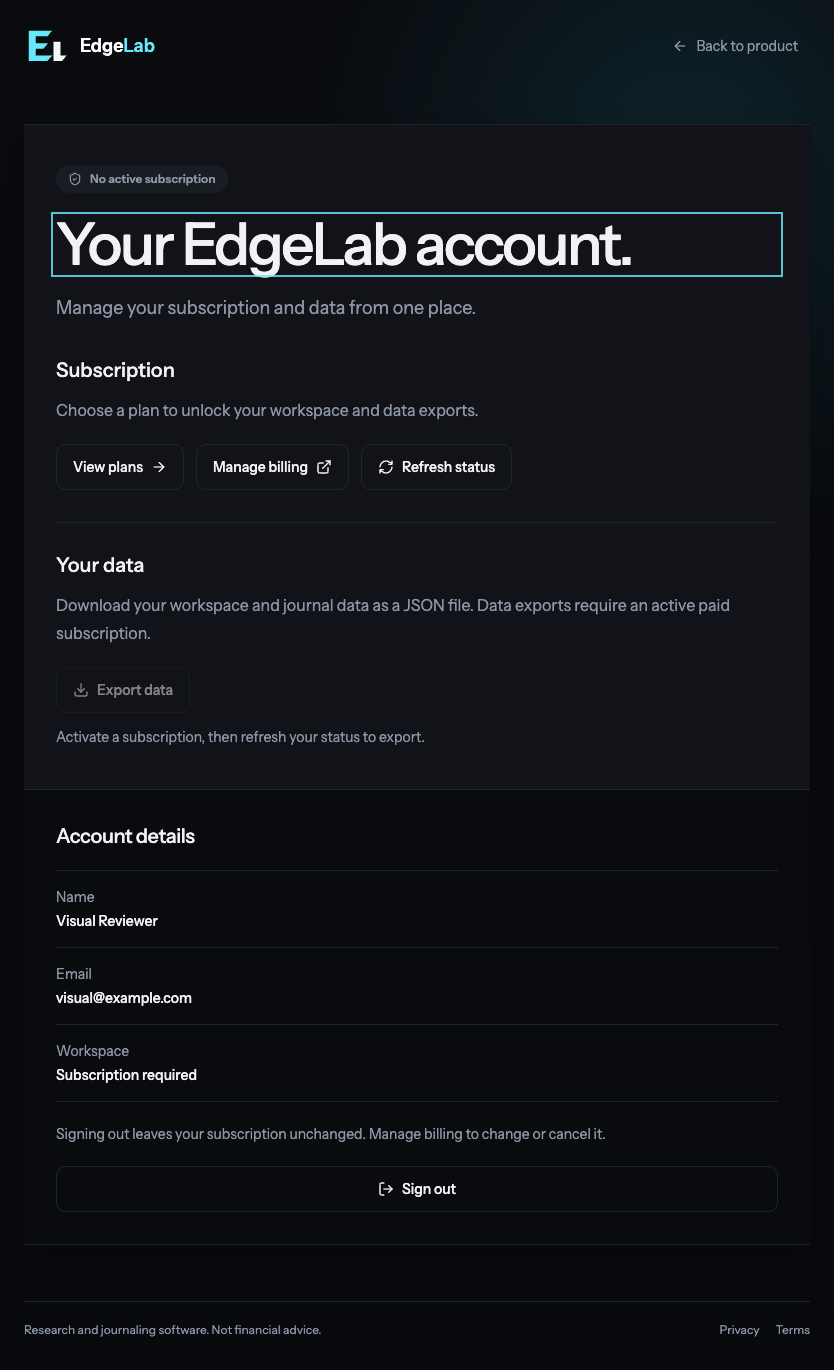 EL EdgeLab
Back to product
No active subscription
Your EdgeLab account.
Manage your subscription and data from one place.
Subscription
Choose a plan to unlock your workspace and data exports.
View plans
Manage billing
Refresh status
Your data
Download your workspace and journal data as a JSON file. Data exports require an active paid
subscription.
Export data
Activate a subscription, then refresh your status to export.
Account details
Name
Visual Reviewer
Email
visual@example.com
Workspace
Subscription required
Signing out leaves your subscription unchanged. Manage billing to change or cancel it.
Sign out
Research and journaling software. Not financial advice.
Privacy
Terms